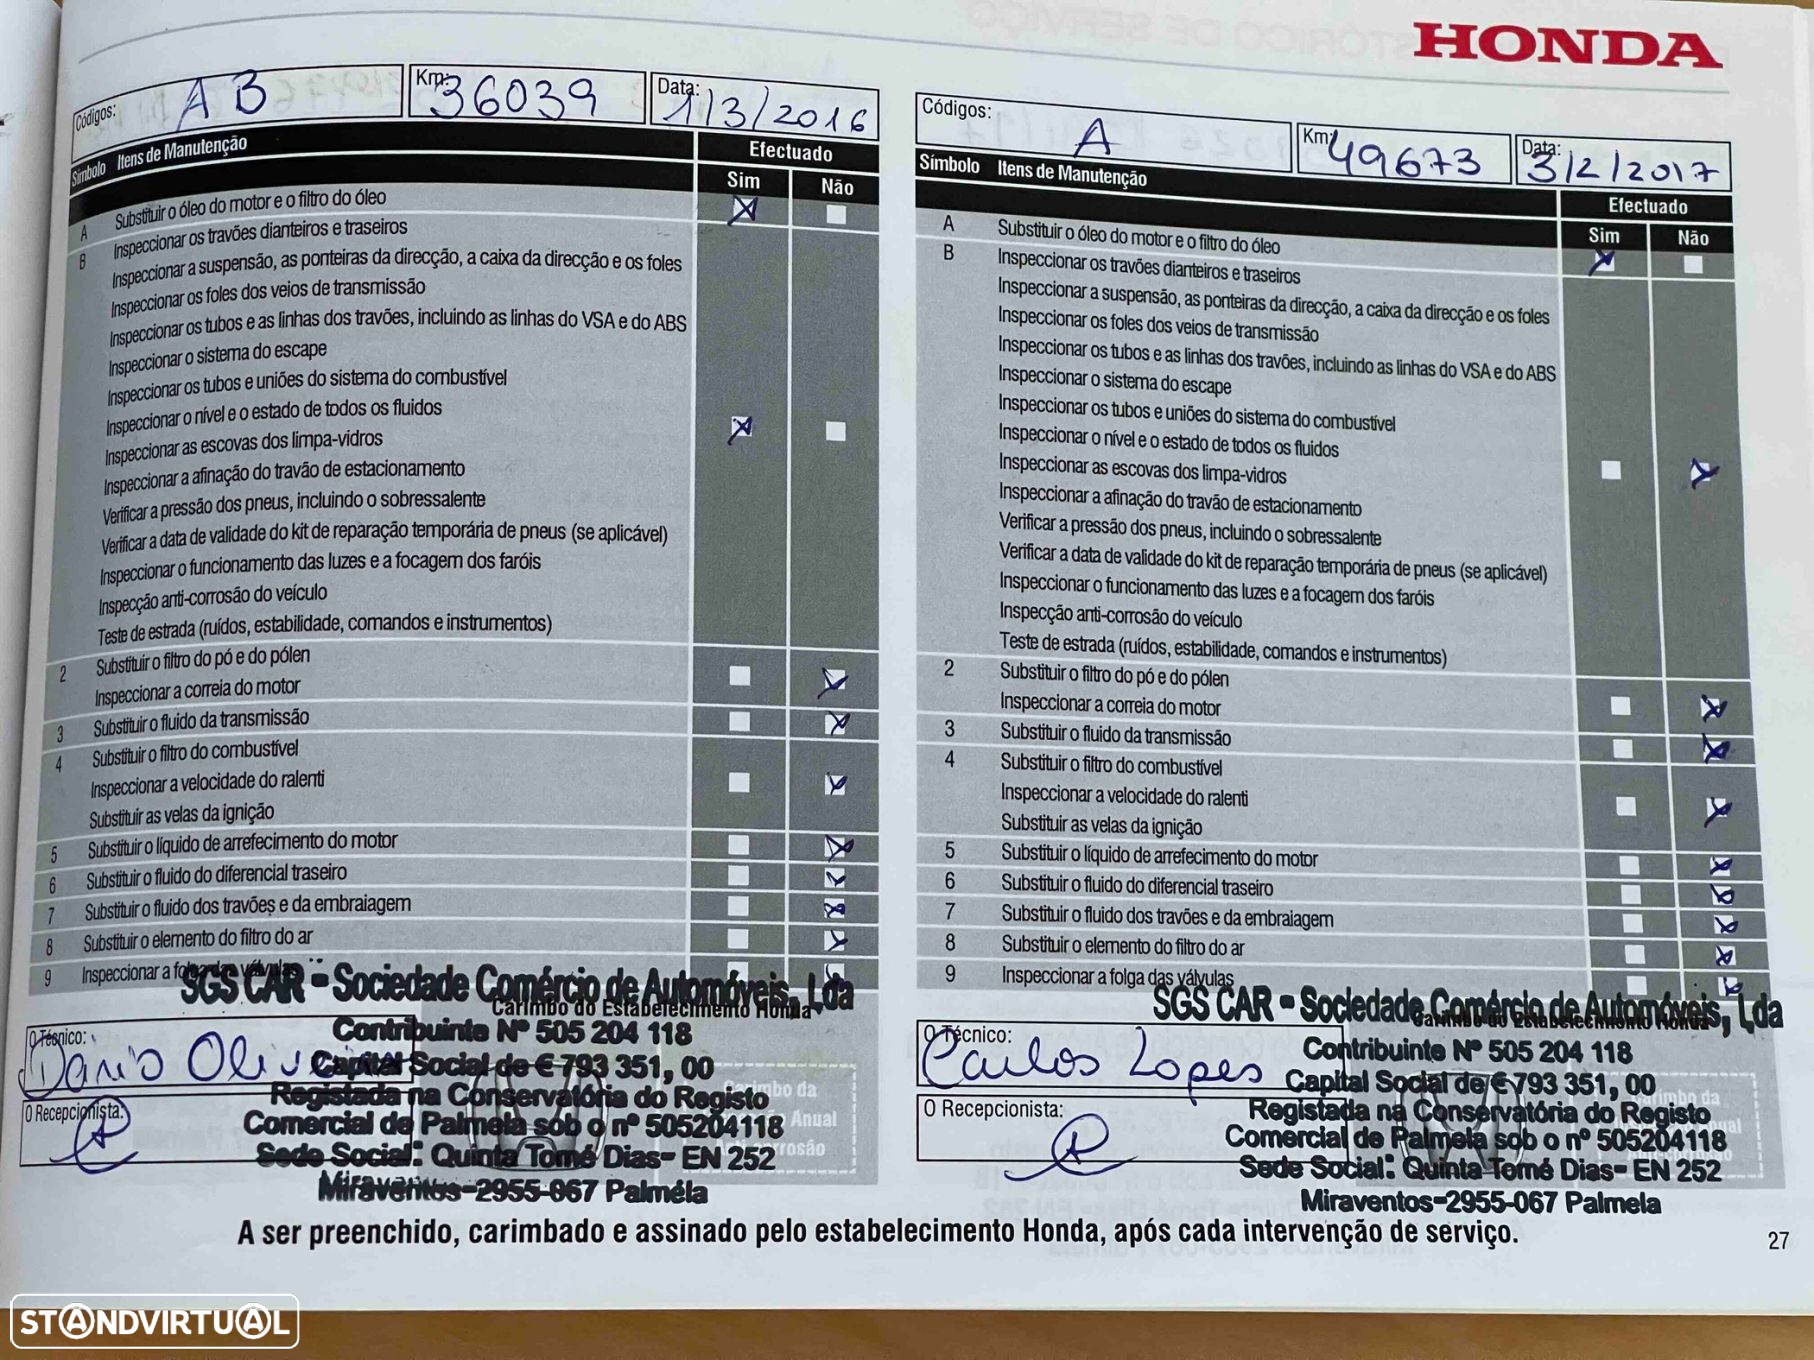 HONDA
Códigos: A B Km: 36039 Data: 1/3/2016
Símbolo Itens de Manutenção Efectuado
Sim Não
A Substituir o óleo do motor e o filtro do óleo
B Inspeccionar os travões dianteiros e traseiros
Inspeccionar a suspensão, as ponteiras da direcção, a caixa da direcção e os foles
Inspeccionar os foles dos veios de transmissão
Inspeccionar os tubos e as linhas dos travões, incluindo as linhas do VSA e do ABS
Inspeccionar o sistema do escape
Inspeccionar os tubos e uniões do sistema do combustível
Inspeccionar o nível e o estado de todos os fluidos
Inspeccionar as escovas dos limpa-vidros
Inspeccionar a afinação do travão de estacionamento
Verificar a pressão dos pneus, incluindo o sobressalente
Verificar a data de validade do kit de reparação temporária de pneus (se aplicável)
Inspeccionar o funcionamento das luzes e a focagem dos faróis
Inspecção anti-corrosão do veículo
Teste de estrada (ruídos, estabilidade, comandos e instrumentos)
2 Substituir o filtro do pó e do pólen
Inspeccionar a correia do motor
3 Substituir o fluido da transmissão
4 Substituir o filtro do combustível
Inspeccionar a velocidade do ralenti
Substituir as velas da ignição
5 Substituir o líquido de arrefecimento do motor
6 Substituir o fluido do diferencial traseiro
7 Substituir o fluido dos travões e da embraiagem
8 Substituir o elemento do filtro do ar
9 Inspeccionar a folga das válvulas
SGS CAR - Sociedade Comércio de Automóveis, Lda
Carimbo do Estabelecimento Honda
O Técnico: Dário Oliveira
Contribuinte Nº 505 204 118
Capital Social de € 793 351, 00
Registada na Conservatória do Registo
Carimbo da
O Recepcionista:
Comercial de Palmela sob o nº 505204118
Anual
Sede Social: Quinta Tomé Dias- EN 252
Miraventos-2955-067 Palmela
Códigos: A Km: 49673 Data: 3/2/2017
Símbolo Itens de Manutenção
Efectuado
Sim Não
A Substituir o óleo do motor e o filtro do óleo
B Inspeccionar os travões dianteiros e traseiros
Inspeccionar a suspensão, as ponteiras da direcção, a caixa da direcção e os foles
Inspeccionar os foles dos veios de transmissão
Inspeccionar os tubos e as linhas dos travões, incluindo as linhas do VSA e do ABS
Inspeccionar o sistema do escape
Inspeccionar os tubos e uniões do sistema do combustível
Inspeccionar o nível e o estado de todos os fluidos
Inspeccionar as escovas dos limpa-vidros
Inspeccionar a afinação do travão de estacionamento
Verificar a pressão dos pneus, incluindo o sobressalente
Verificar a data de validade do kit de reparação temporária de pneus (se aplicável)
Inspeccionar o funcionamento das luzes e a focagem dos faróis
Inspecção anti-corrosão do veículo
Teste de estrada (ruídos, estabilidade, comandos e instrumentos)
2 Substituir o filtro do pó e do pólen
Inspeccionar a correia do motor
3 Substituir o fluido da transmissão
4 Substituir o filtro do combustível
Inspeccionar a velocidade do ralenti
Substituir as velas da ignição
5 Substituir o líquido de arrefecimento do motor
6 Substituir o fluido do diferencial traseiro
7 Substituir o fluido dos travões e da embraiagem
8 Substituir o elemento do filtro do ar
9 Inspeccionar a folga das válvulas
SGS CAR - Sociedade Comércio de Automóveis, Lda
Carimbo do Estabelecimento Honda
O Técnico: Carlos Lopes
Contribuinte Nº 505 204 118
Capital Social de € 793 351, 00
O Recepcionista:
Registada na Conservatória do Registo
Comercial de Palmela sob o nº 505204118
Sede Social: Quinta Tomé Dias- EN 252
Miraventos-2955-067 Palmela
A ser preenchido, carimbado e assinado pelo estabelecimento Honda, após cada intervenção de serviço.
27
STANDVIRTUAL